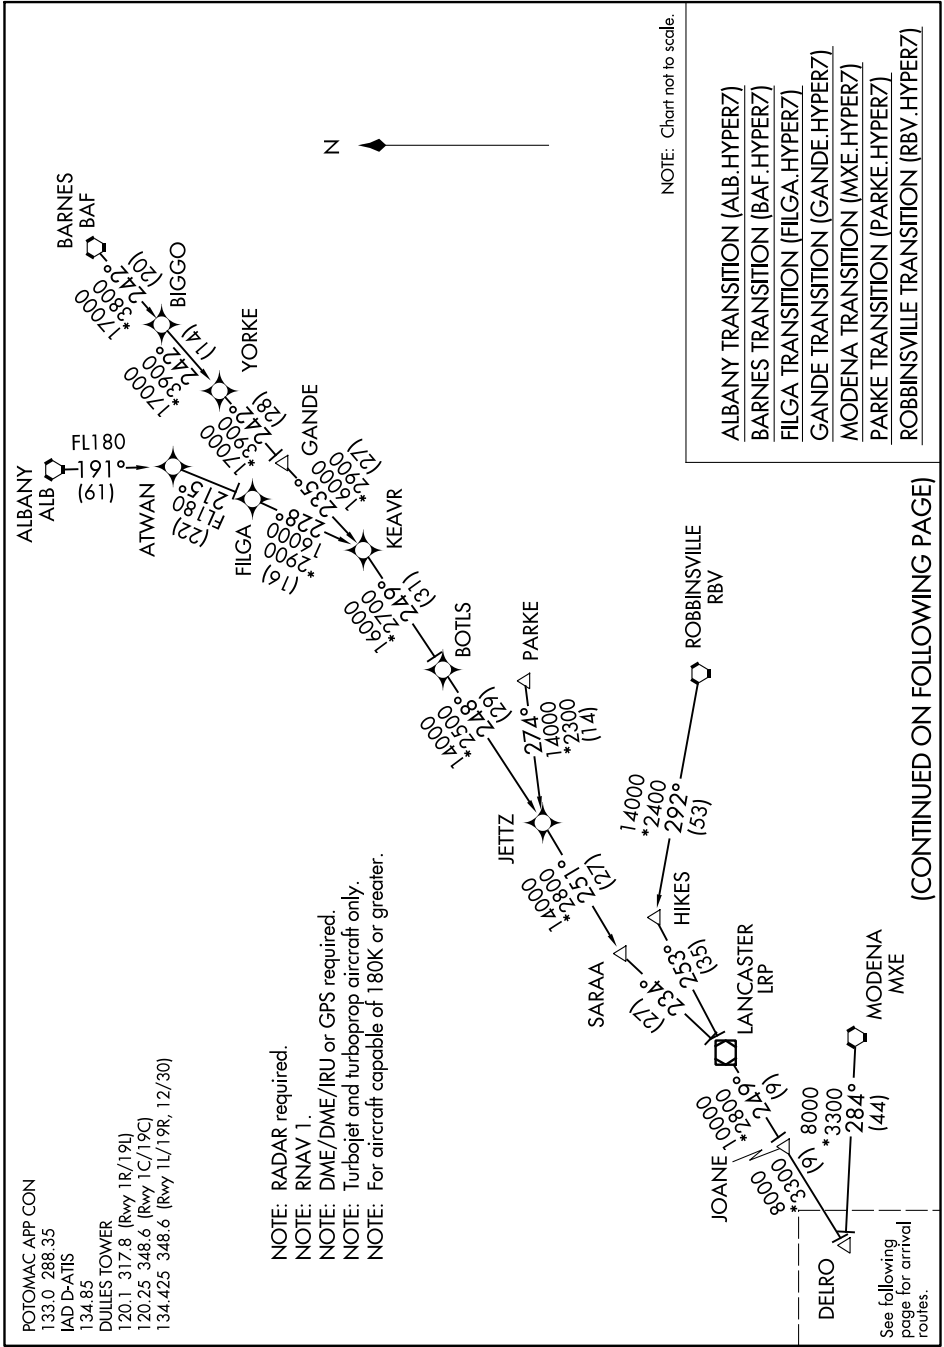 POTOMAC APP CON
133.0 288.35
IAD D-ATIS
134.85
DULLES TOWER
120.1 317.8 (Rwy 1R/19L)
120.25 348.6 (Rwy 1C/19C)
134.425 348.6 (Rwy 1L/19R, 12/30)
NOTE: RADAR required.
NOTE: RNAV 1.
NOTE: DME/DME/IRU or GPS required.
NOTE: Turbojet and turboprop aircraft only.
NOTE: For aircraft capable of 180K or greater.
ALBANY
ALB
FL180
191°
(61)
ATWAN
FL180
215°
(22)
FILGA
228°
16000
*2900
(16)
BARNES
BAF
17000
*3800
242°
(20)
BIGGO
17000
*3900
242°
(14)
YORKE
17000
*3900
242°
(28)
GANDE
235°
16000
*2900
(27)
KEAVR
16000
*2700
249°
(31)
BOTLS
14000
*2500
248°
(29)
PARKE
274°
14000
*2300
(14)
JETTZ
14000
*2800
251°
(27)
SARAA
234°
(27)
ROBBINSVILLE
RBV
14000
*2400
292°
(53)
HIKES
253°
(35)
LANCASTER
LRP
10000
*2800
249°
(9)
JOANE
8000
*3300
(9)
MODENA
MXE
8000
*3300
284°
(44)
DELRO
See following
page for arrival
routes.
N
NOTE: Chart not to scale.
ALBANY TRANSITION (ALB.HYPER7)
BARNES TRANSITION (BAF.HYPER7)
FILGA TRANSITION (FILGA.HYPER7)
GANDE TRANSITION (GANDE.HYPER7)
MODENA TRANSITION (MXE.HYPER7)
PARKE TRANSITION (PARKE.HYPER7)
ROBBINSVILLE TRANSITION (RBV.HYPER7)
(CONTINUED ON FOLLOWING PAGE)